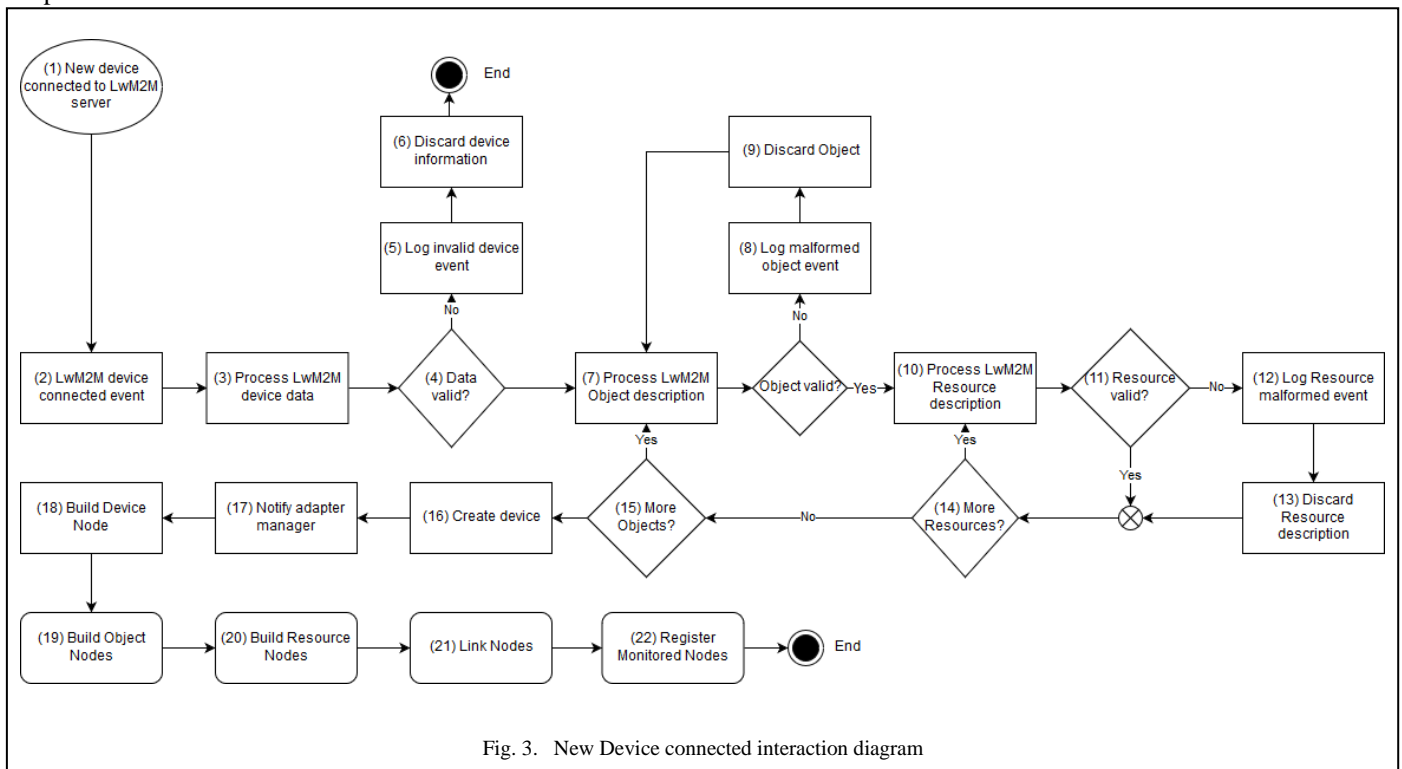 (1) New device
connected to LwM2M
server
End
(6) Discard device
information
(9) Discard Object
(5) Log invalid device
event
(8) Log malformed
object event
No
No
(2) LwM2M device
connected event
(3) Process LwM2M
device data
(4) Data
valid?
(7) Process LwM2M
Object description
Object valid?
Yes
(10) Process LwM2M
Resource
description
(11) Resource
valid?
No
(12) Log Resource
malformed event
Yes
Yes
Yes
(18) Build Device
Node
(17) Notify adapter
manager
(16) Create device
(15) More
Objects?
No
(14) More
Resources?
(13) Discard
Resource
description
(19) Build Object
Nodes
(20) Build Resource
Nodes
(21) Link Nodes
(22) Register
Monitored Nodes
End
Fig. 3. New Device connected interaction diagram